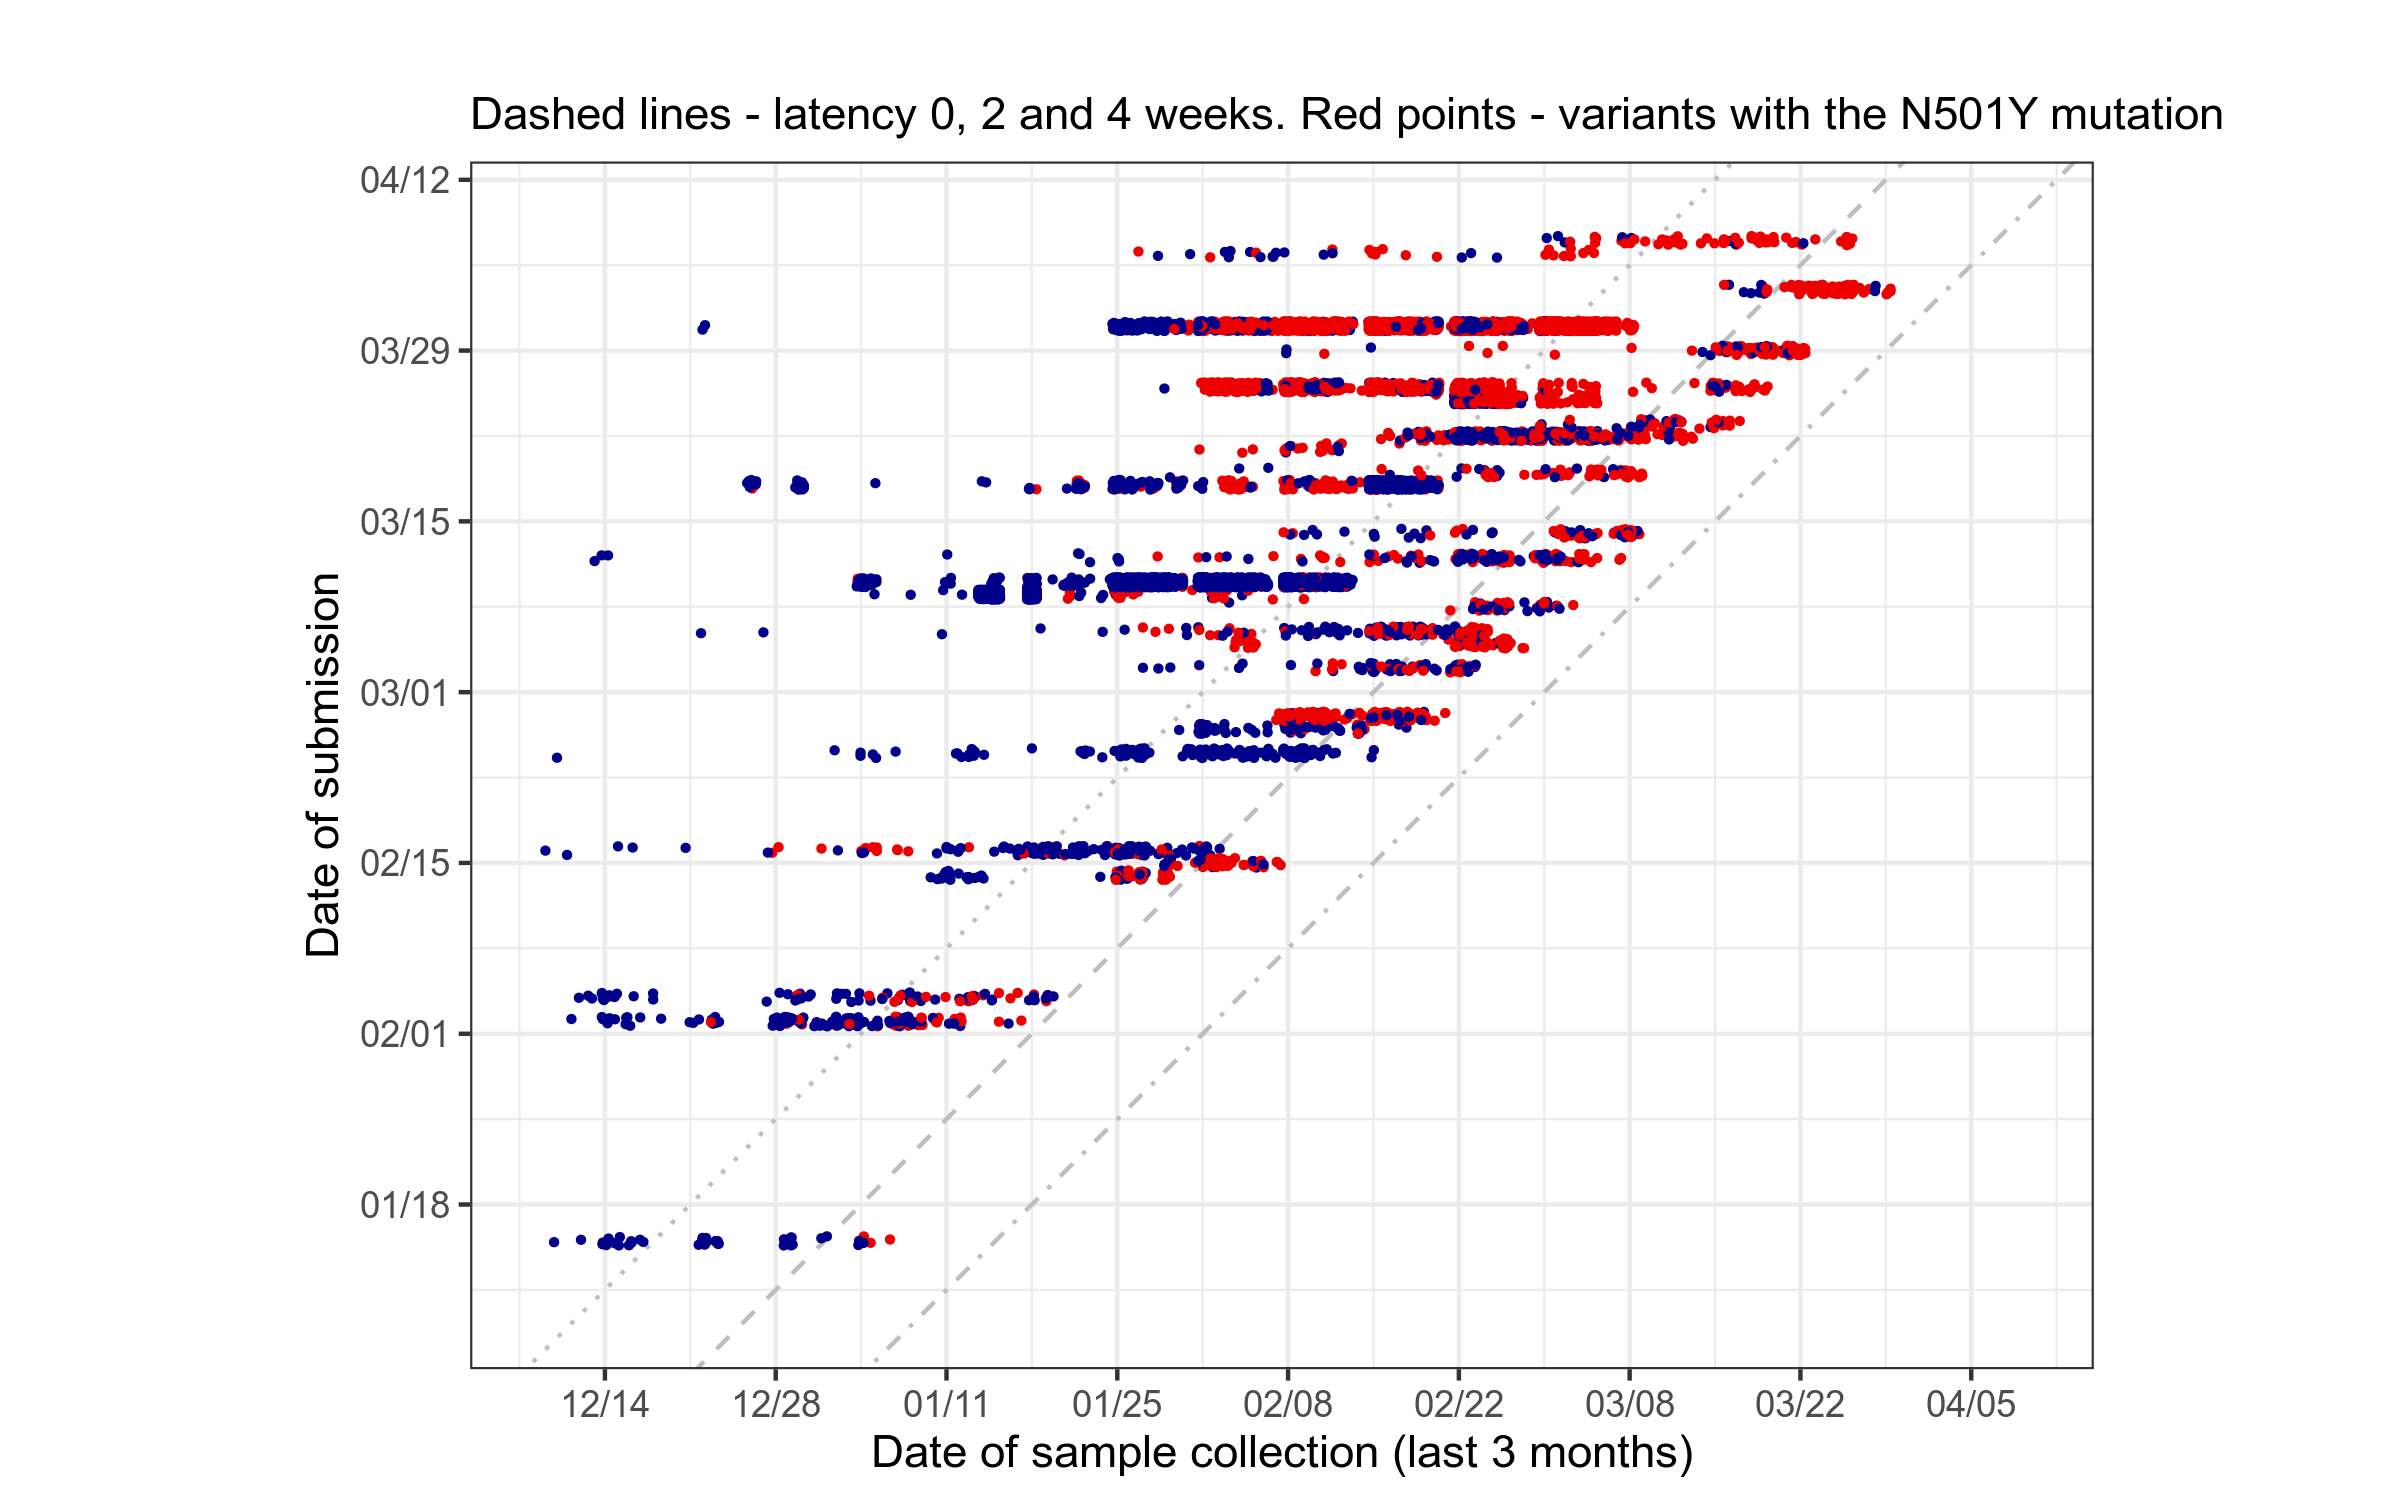 Dashed lines - latency 0, 2 and 4 weeks. Red points - variants with the N501Y mutation
Date of submission
04/12
03/29
03/15
03/01
02/15
02/01
01/18
12/14 12/28 01/11 01/25 02/08 02/22 03/08 03/22 04/05
Date of sample collection (last 3 months)